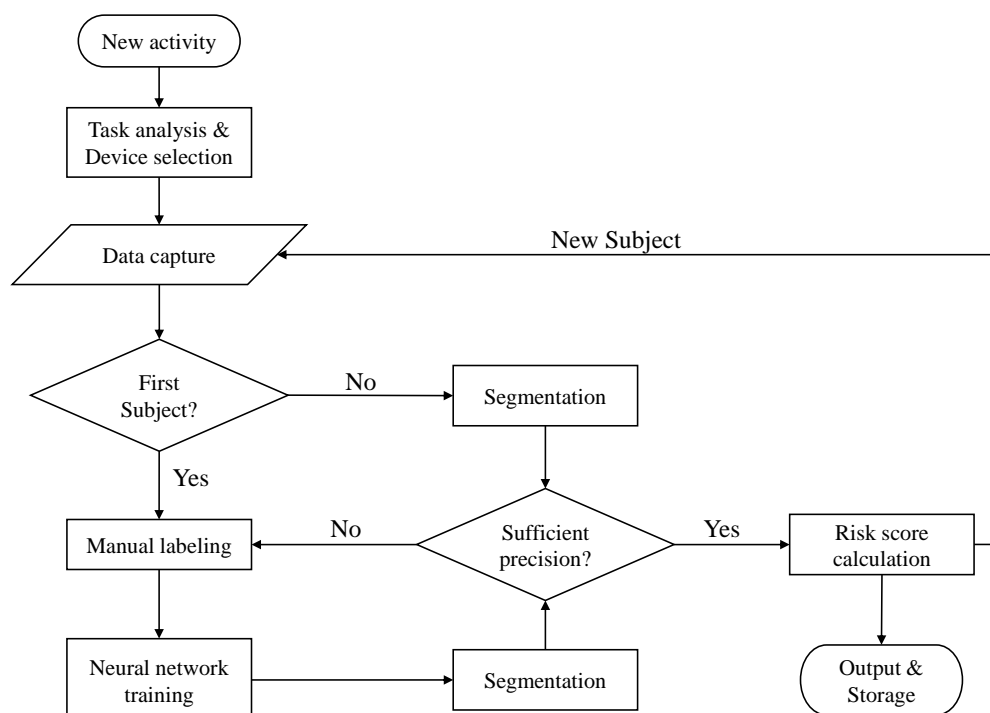 New activity
Task analysis &
Device selection
Data capture
New Subject
First
Subject?
No
Segmentation
Yes
Manual labeling
No
Sufficient
precision?
Yes
Risk score
calculation
Neural network
training
Segmentation
Output &
Storage